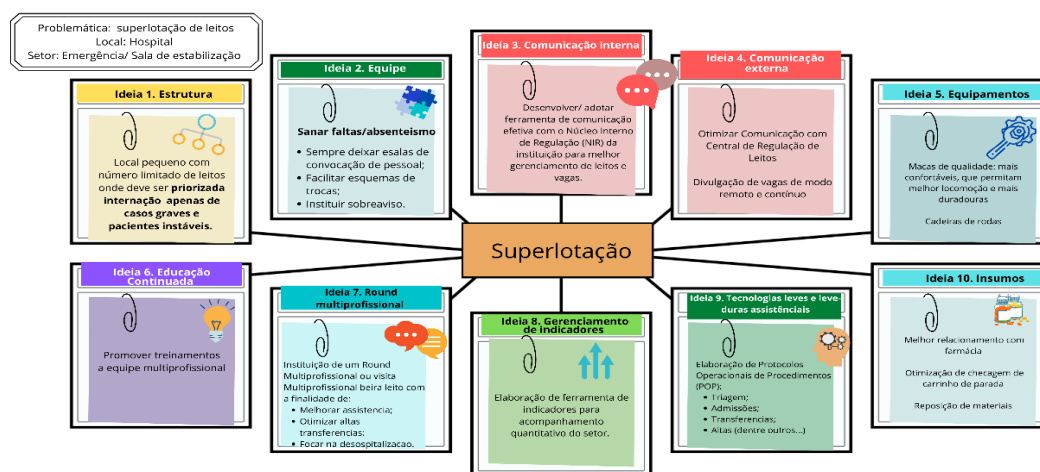 Problemática: superlotação de leitos
Local: Hospital
Setor: Emergência/ Sala de estabilização
Ideia 1. Estrutura
Local pequeno com
número limitado de leitos
onde deve ser priorizada
internação apenas de
casos graves e
pacientes instáveis.
Ideia 2. Equipe
Sanar faltas/absenteismo
• Sempre deixar esalas de
convocação de pessoal;
• Facilitar esquemas de
trocas;
• Instituir sobreaviso.
Ideia 3. Comunicação interna
Desenvolver/ adotar
ferramenta de comunicação
efetiva com o Núcleo Interno
de Regulação (NIR) da
instituição para melhor
gerenciamento de leitos e
vagas.
Ideia 4. Comunicação
externa
Otimizar Comunicação com
Central de Regulação de
Leitos
Divulgação de vagas de modo
remoto e contínuo
Ideia 5. Equipamentos
Macas de qualidade: mais
confortáveis, que permitam
melhor locomoção e mais
duradouras
Cadeiras de rodas
Superlotação
Ideia 6. Educação
Continuada
Promover treinamentos
a equipe multiprofissional
Ideia 7. Round
multiprofissional
Instituição de um Round
Multiprofissional ou visita
Multiprofissional beira leito com
a finalidade de:
• Melhorar assistencia;
• Otimizar altas
transferencias;
• Focar na desospitalizacao.
Ideia 8. Gerenciamento
de indicadores
Elaboração de ferramenta de
indicadores para
acompanhamento
quantitativo do setor.
Ideia 9. Tecnologias leves e leve-
duras assistênciais
Elaboração de Protocolos
Operacionais de Procedimentos
(POP);
• Triagem;
• Admissões;
• Transferencias;
• Altas (dentre outros...)
Ideia 10. Insumos
Melhor relacionamento com
farmácia
Otimização de checagem de
carrinho de parada
Reposição de materiais